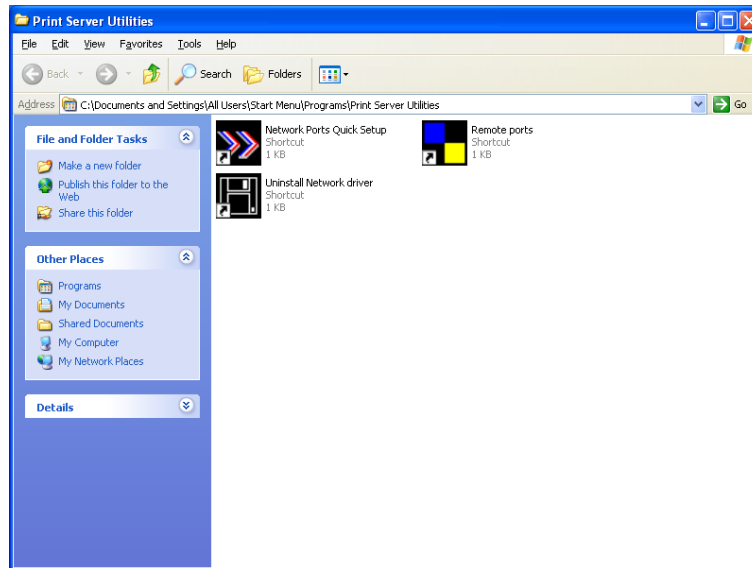 Print Server Utilities
File Edit View Favorites Tools Help
Back Search Folders
Address C:\Documents and Settings\All Users\Start Menu\Programs\Print Server Utilities Go
File and Folder Tasks
Make a new folder
Publish this folder to the
Web
Share this folder
Other Places
Programs
My Documents
Shared Documents
My Computer
My Network Places
Details
Network Ports Quick Setup
Shortcut
1 KB
Remote ports
Shortcut
1 KB
Uninstall Network driver
Shortcut
1 KB